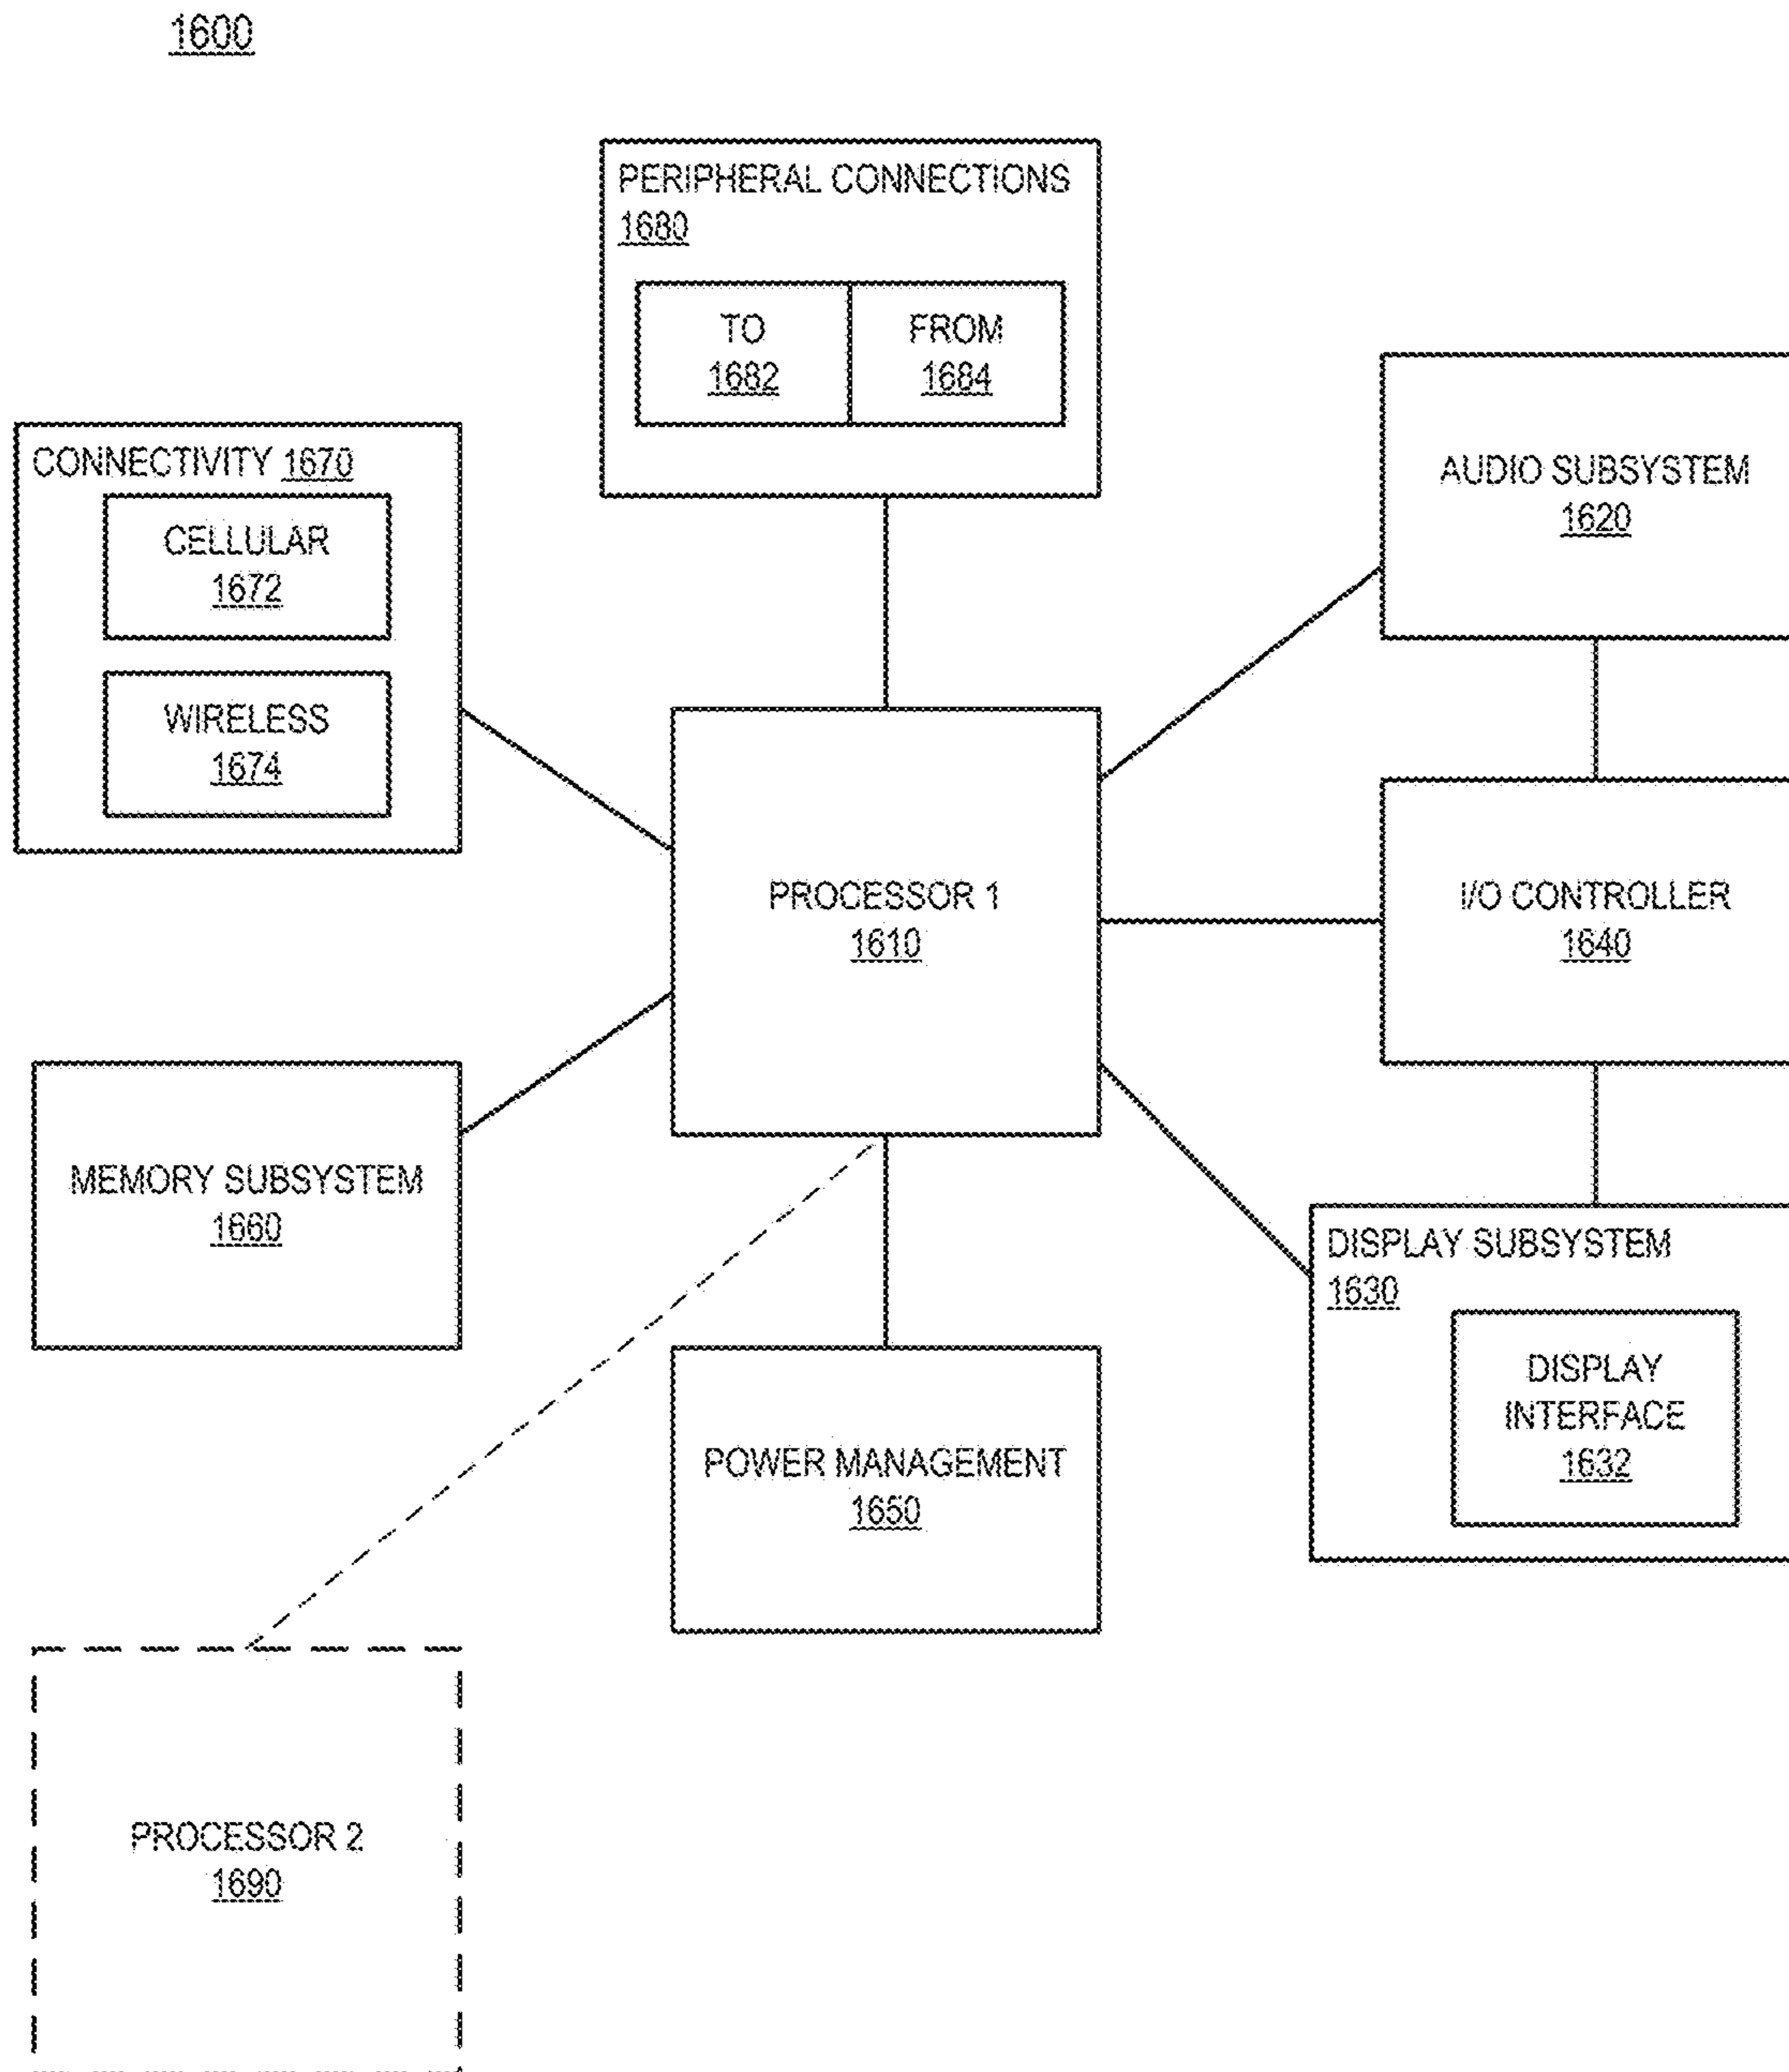 1600
PERIPHERAL CONNECTIONS
1680
TO
1682
FROM
1684
CONNECTIVITY 1670
CELLULAR
1672
WIRELESS
1674
AUDIO SUBSYSTEM
1620
PROCESSOR 1
1610
I/O CONTROLLER
1640
MEMORY SUBSYSTEM
1660
DISPLAY SUBSYSTEM
1630
DISPLAY
INTERFACE
1632
POWER MANAGEMENT
1650
PROCESSOR 2
1690